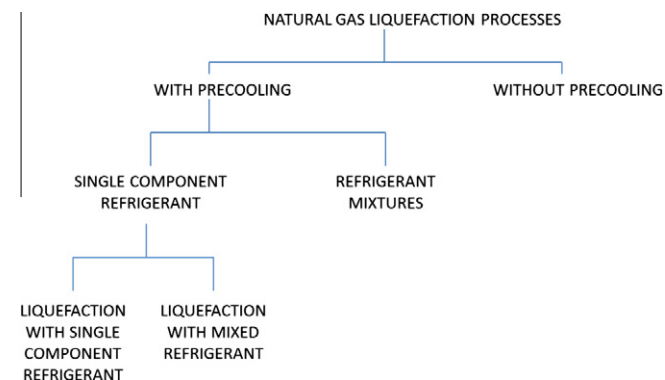 NATURAL GAS LIQUEFACTION PROCESSES
WITH PRECOOLING
WITHOUT PRECOOLING
SINGLE COMPONENT
REFRIGERANT
REFRIGERANT
MIXTURES
LIQUEFACTION
WITH SINGLE
COMPONENT
REFRIGERANT
LIQUEFACTION
WITH MIXED
REFRIGERANT